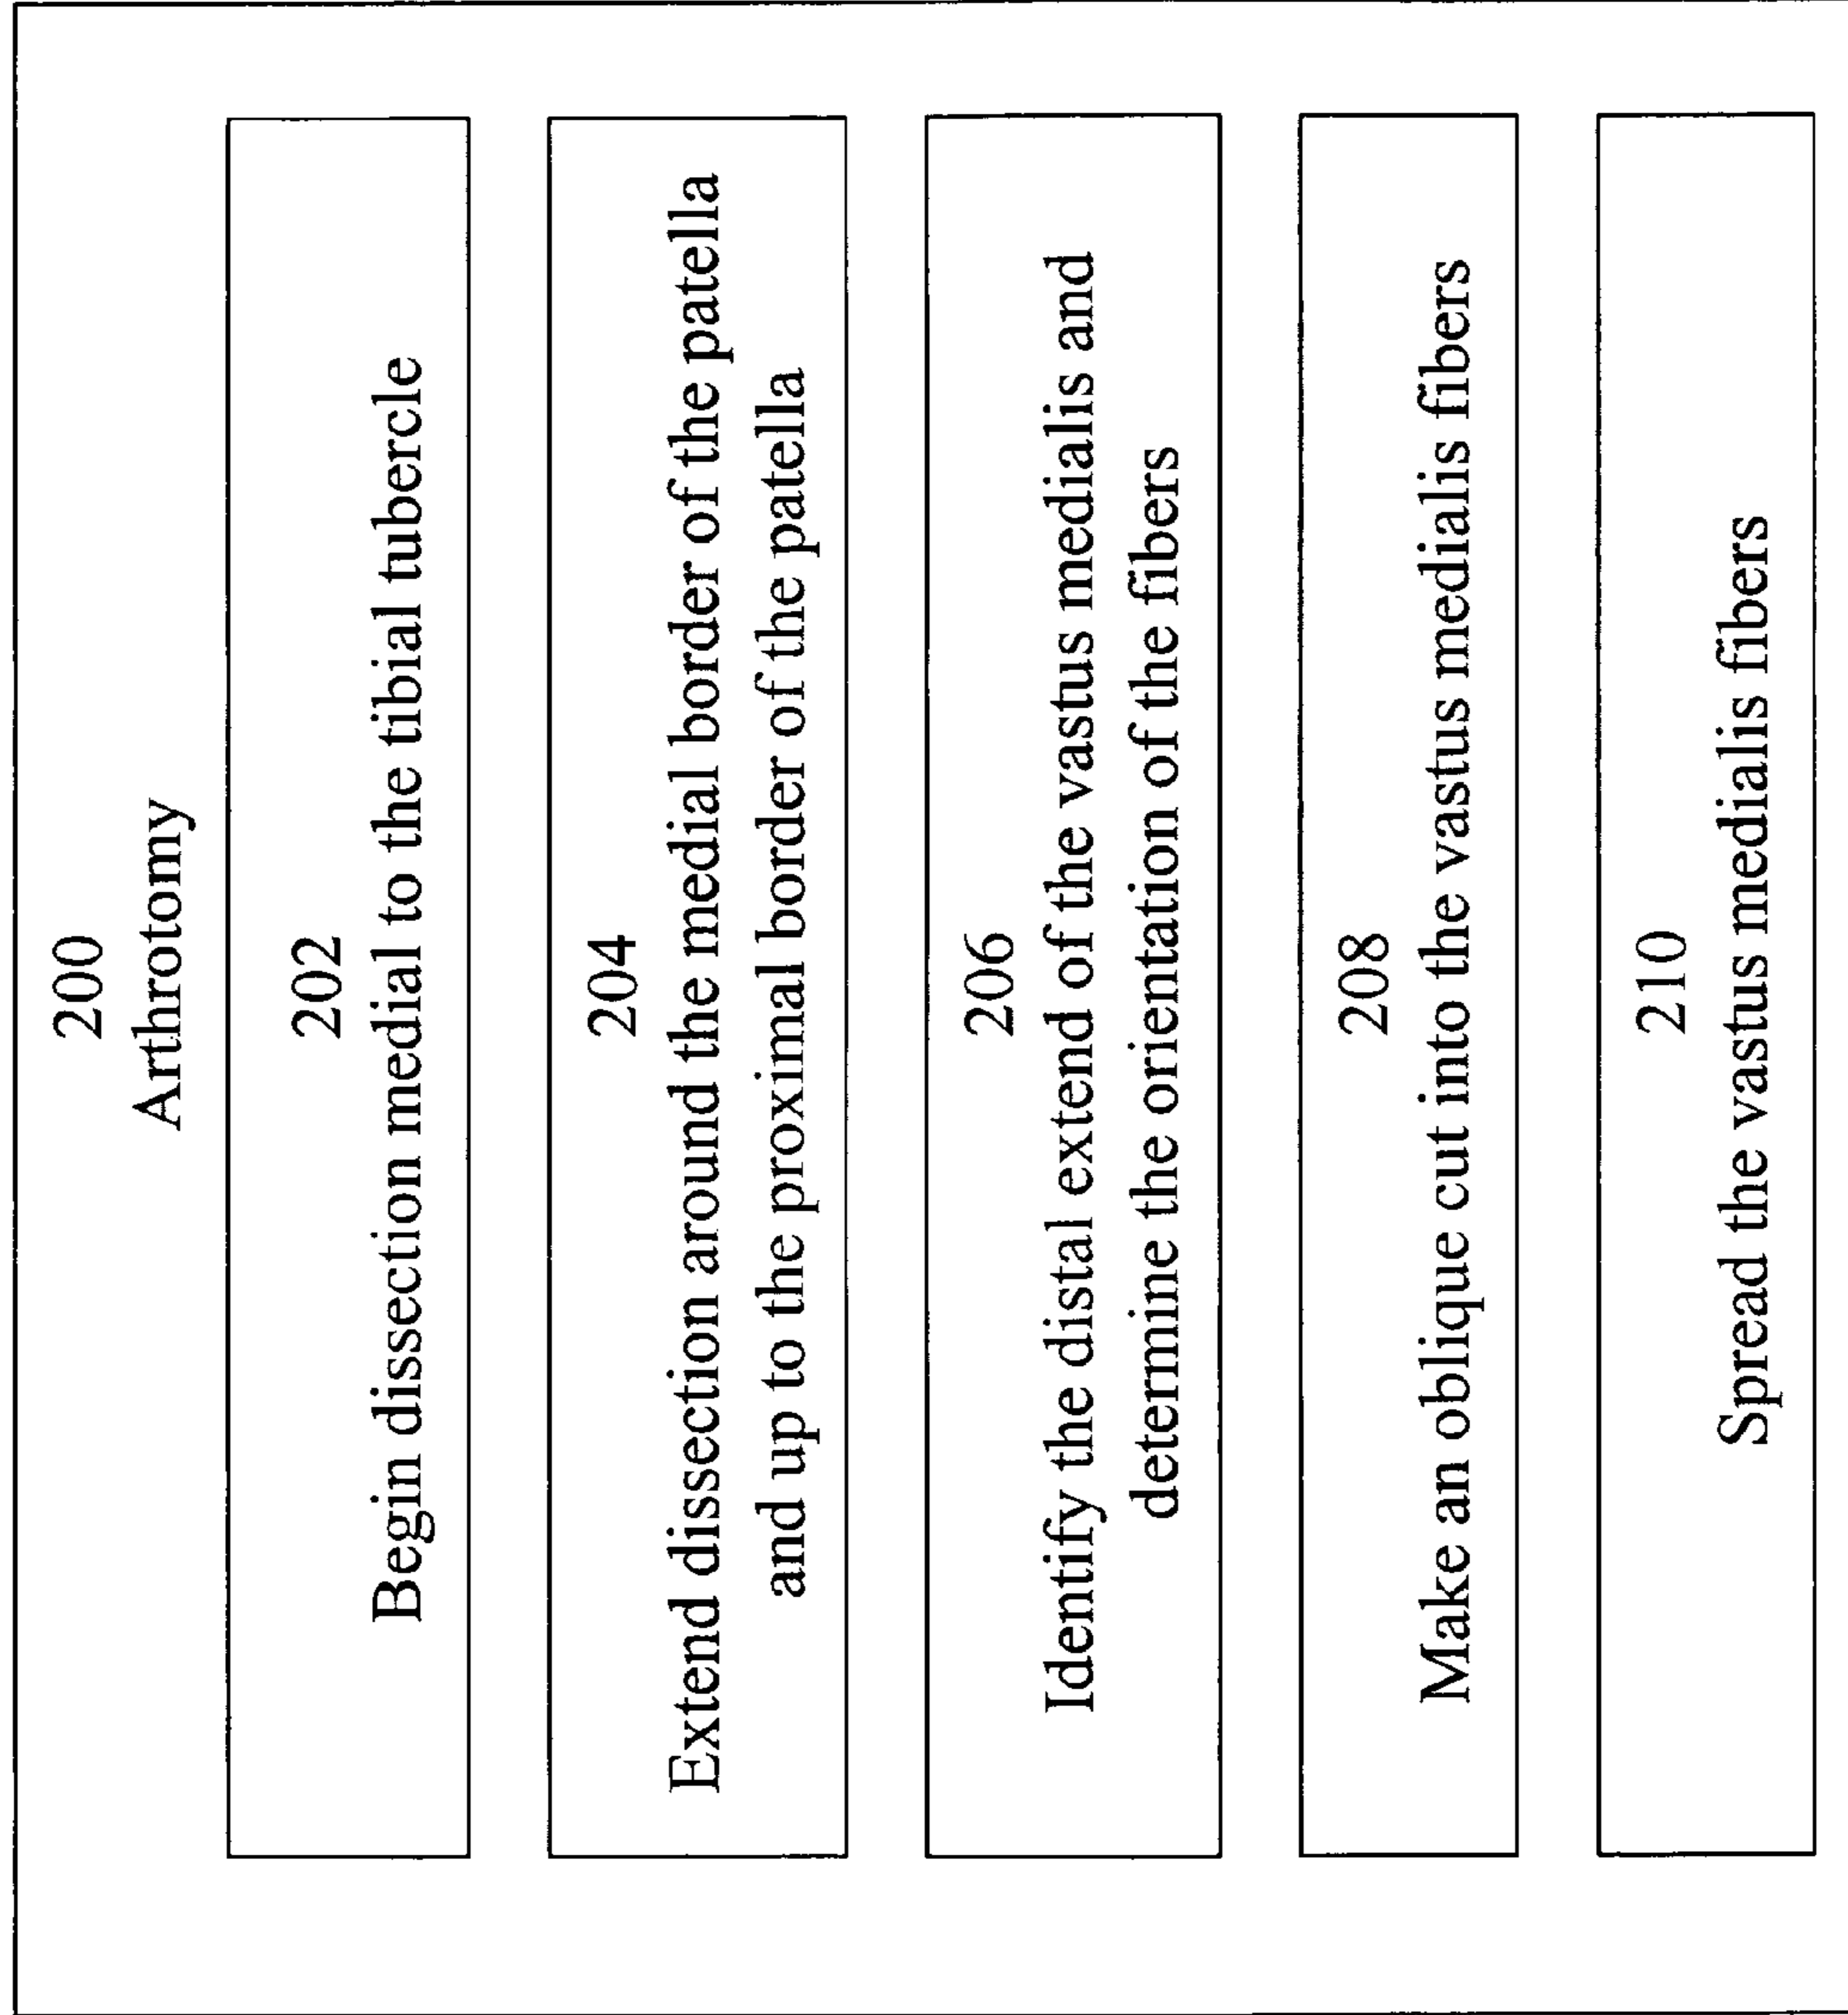 200
Arthrotomy
202
Begin dissection medial to the tibial tubercle
204
Extend dissection around the medial border of the patella
and up to the proximal border of the patella
206
Identify the distal extend of the vastus medialis and
determine the orientation of the fibers
208
Make an oblique cut into the vastus medialis fibers
210
Spread the vastus medialis fibers